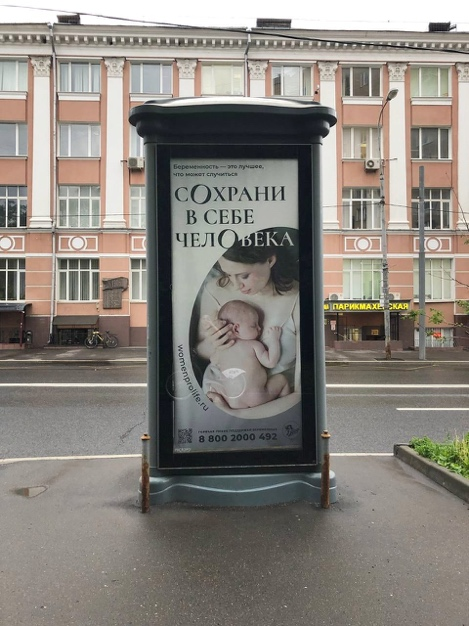 Беременность — это лучшее,
что может случиться
СОХРАНИ
В СЕБЕ
ЧЕЛОВЕКА
womenprolife.ru
8 800 2000 492
ПАРИКМАХЕРСКАЯ